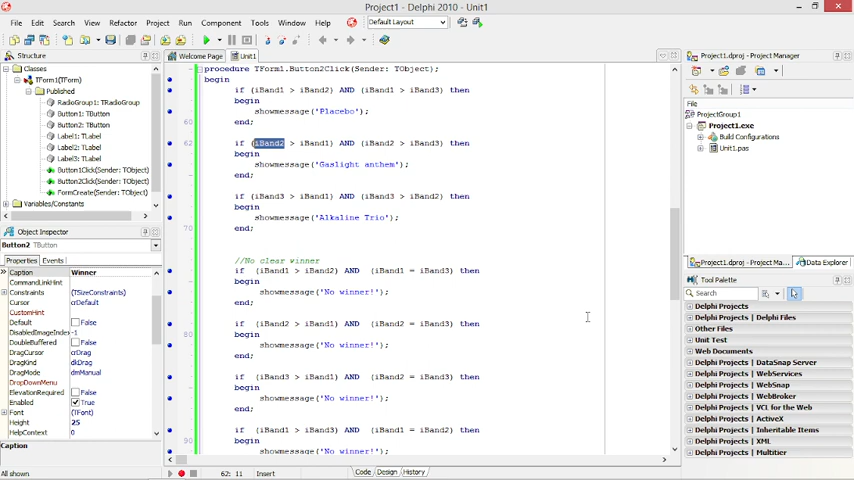 Project1 - Delphi 2010 - Unit1
File Edit Search View Refactor Project Run Component Tools Window Help Default Layout
Structure
Classes
TForm1(TForm)
Published
RadioGroup1: TRadioGroup
Button1: TButton
Button2: TButton
Label1: TLabel
Label2: TLabel
Label3: TLabel
Button1Click(Sender: TObject)
Button2Click(Sender: TObject)
FormCreate(Sender: TObject)
Variables/Constants
Object Inspector
Button2 TButton
Properties Events
Caption Winner
CommandLinkHint
Constraints (TSizeConstraints)
Cursor crDefault
CustomHint
Default False
DisabledImageIndex -1
DoubleBuffered False
DragCursor crDrag
DragKind dkDrag
DragMode dmManual
DropDownMenu
ElevationRequired False
Enabled True
Font (TFont)
Height 25
HelpContext 0
Caption
All shown
Welcome Page Unit1
procedure TForm1.Button2Click(Sender: TObject);
begin
if (iBand1 > iBand2) AND (iBand1 > iBand3) then
begin
showmessage('Placebo');
60 end;
62 if (iBand2 > iBand1) AND (iBand2 > iBand3) then
begin
showmessage('Gaslight anthem');
end;
if (iBand3 > iBand1) AND (iBand3 > iBand2) then
begin
showmessage('Alkaline Trio');
70 end;
//No clear winner
if (iBand1 > iBand2) AND (iBand1 = iBand3) then
begin
showmessage('No winner!');
end;
if (iBand2 > iBand1) AND (iBand2 = iBand3) then
80 begin
showmessage('No winner!');
end;
if (iBand3 > iBand1) AND (iBand2 = iBand3) then
begin
showmessage('No winner!');
end;
if (iBand1 > iBand3) AND (iBand1 = iBand2) then
90 begin
showmessage('No winner!');
62: 11 Insert
Code Design History
Project1.dproj - Project Manager
File
ProjectGroup1
Project1.exe
Build Configurations
Unit1.pas
Project1.dproj - Project Ma... Data Explorer
Tool Palette
Search
Delphi Projects
Delphi Projects | Delphi Files
Other Files
Unit Test
Web Documents
Delphi Projects | DataSnap Server
Delphi Projects | WebServices
Delphi Projects | WebSnap
Delphi Projects | WebBroker
Delphi Projects | VCL for the Web
Delphi Projects | ActiveX
Delphi Projects | Inheritable Items
Delphi Projects | XML
Delphi Projects | Multitier